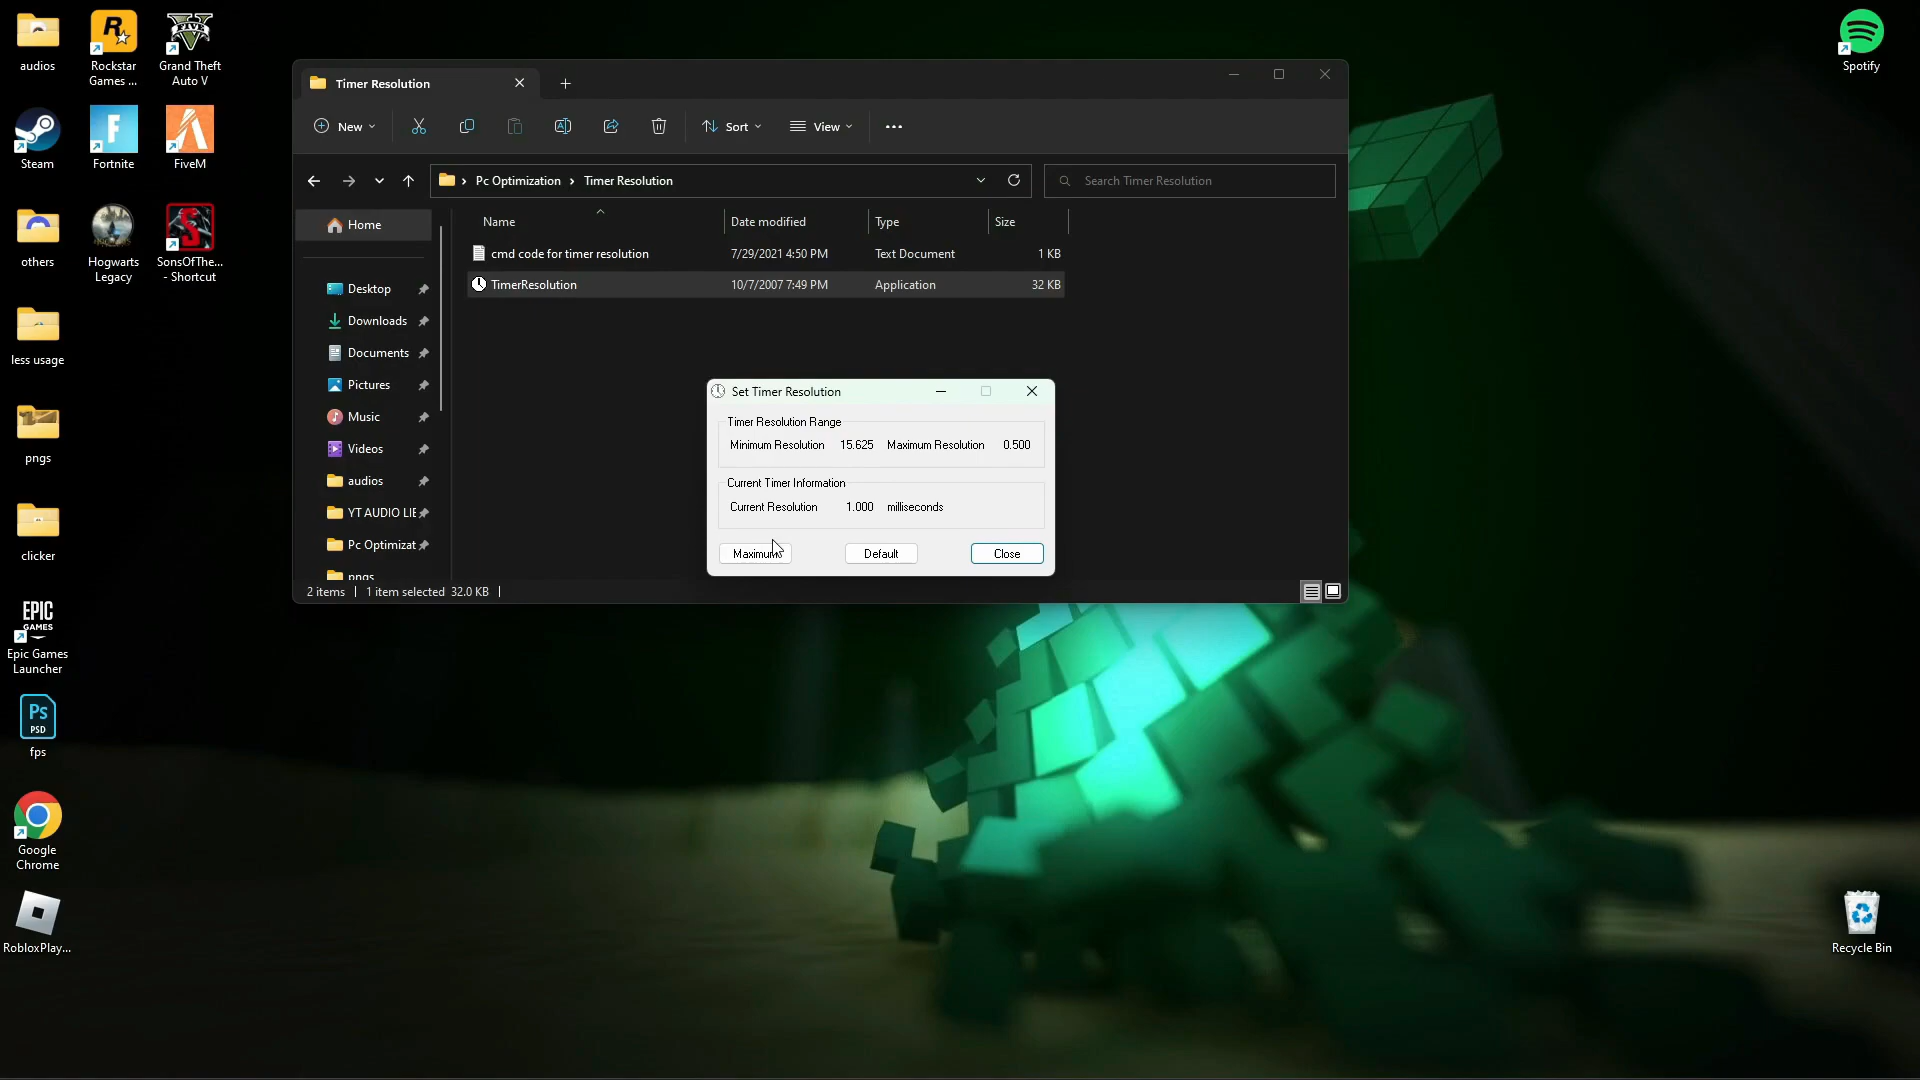 audios
Rockstar
Games ...
Grand Theft
Auto V
Steam
Fortnite
FiveM
others
Hogwarts
Legacy
SonsOfThe...
- Shortcut
less usage
pngs
clicker
EPIC
GAMES
Epic Games
Launcher
Ps
PSD
fps
Google
Chrome
RobloxPlay...
Spotify
Recycle Bin
Timer Resolution
New
Sort
View
Pc Optimization
Timer Resolution
Search Timer Resolution
Home
Desktop
Downloads
Documents
Pictures
Music
Videos
audios
YT AUDIO LIE
Pc Optimizat
pngs
Name Date modified Type Size
cmd code for timer resolution 7/29/2021 4:50 PM Text Document 1 KB
TimerResolution 10/7/2007 7:49 PM Application 32 KB
2 items 1 item selected 32.0 KB
Set Timer Resolution
Timer Resolution Range
Minimum Resolution 15.625 Maximum Resolution 0.500
Current Timer Information
Current Resolution 1.000 milliseconds
Maximum Default Close